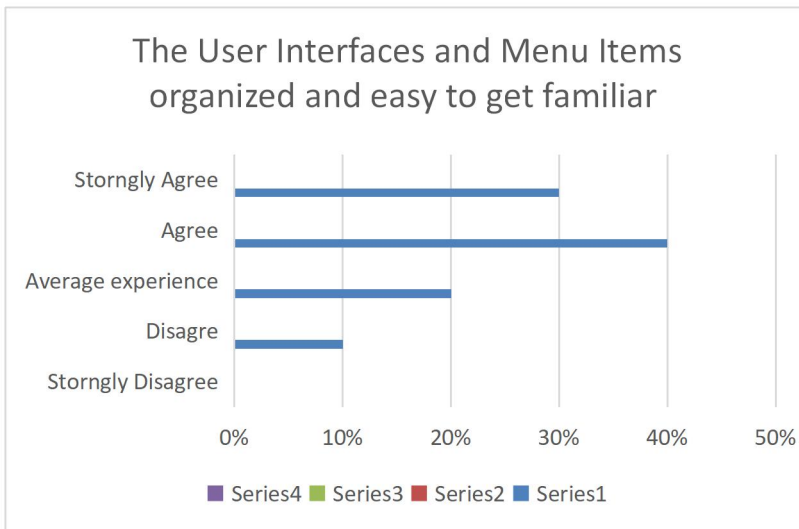 The User Interfaces and Menu Items
organized and easy to get familiar
Storngly Agree
Agree
Average experience
Disagre
Storngly Disagree
0% 10% 20% 30% 40% 50%
Series4 Series3 Series2 Series1